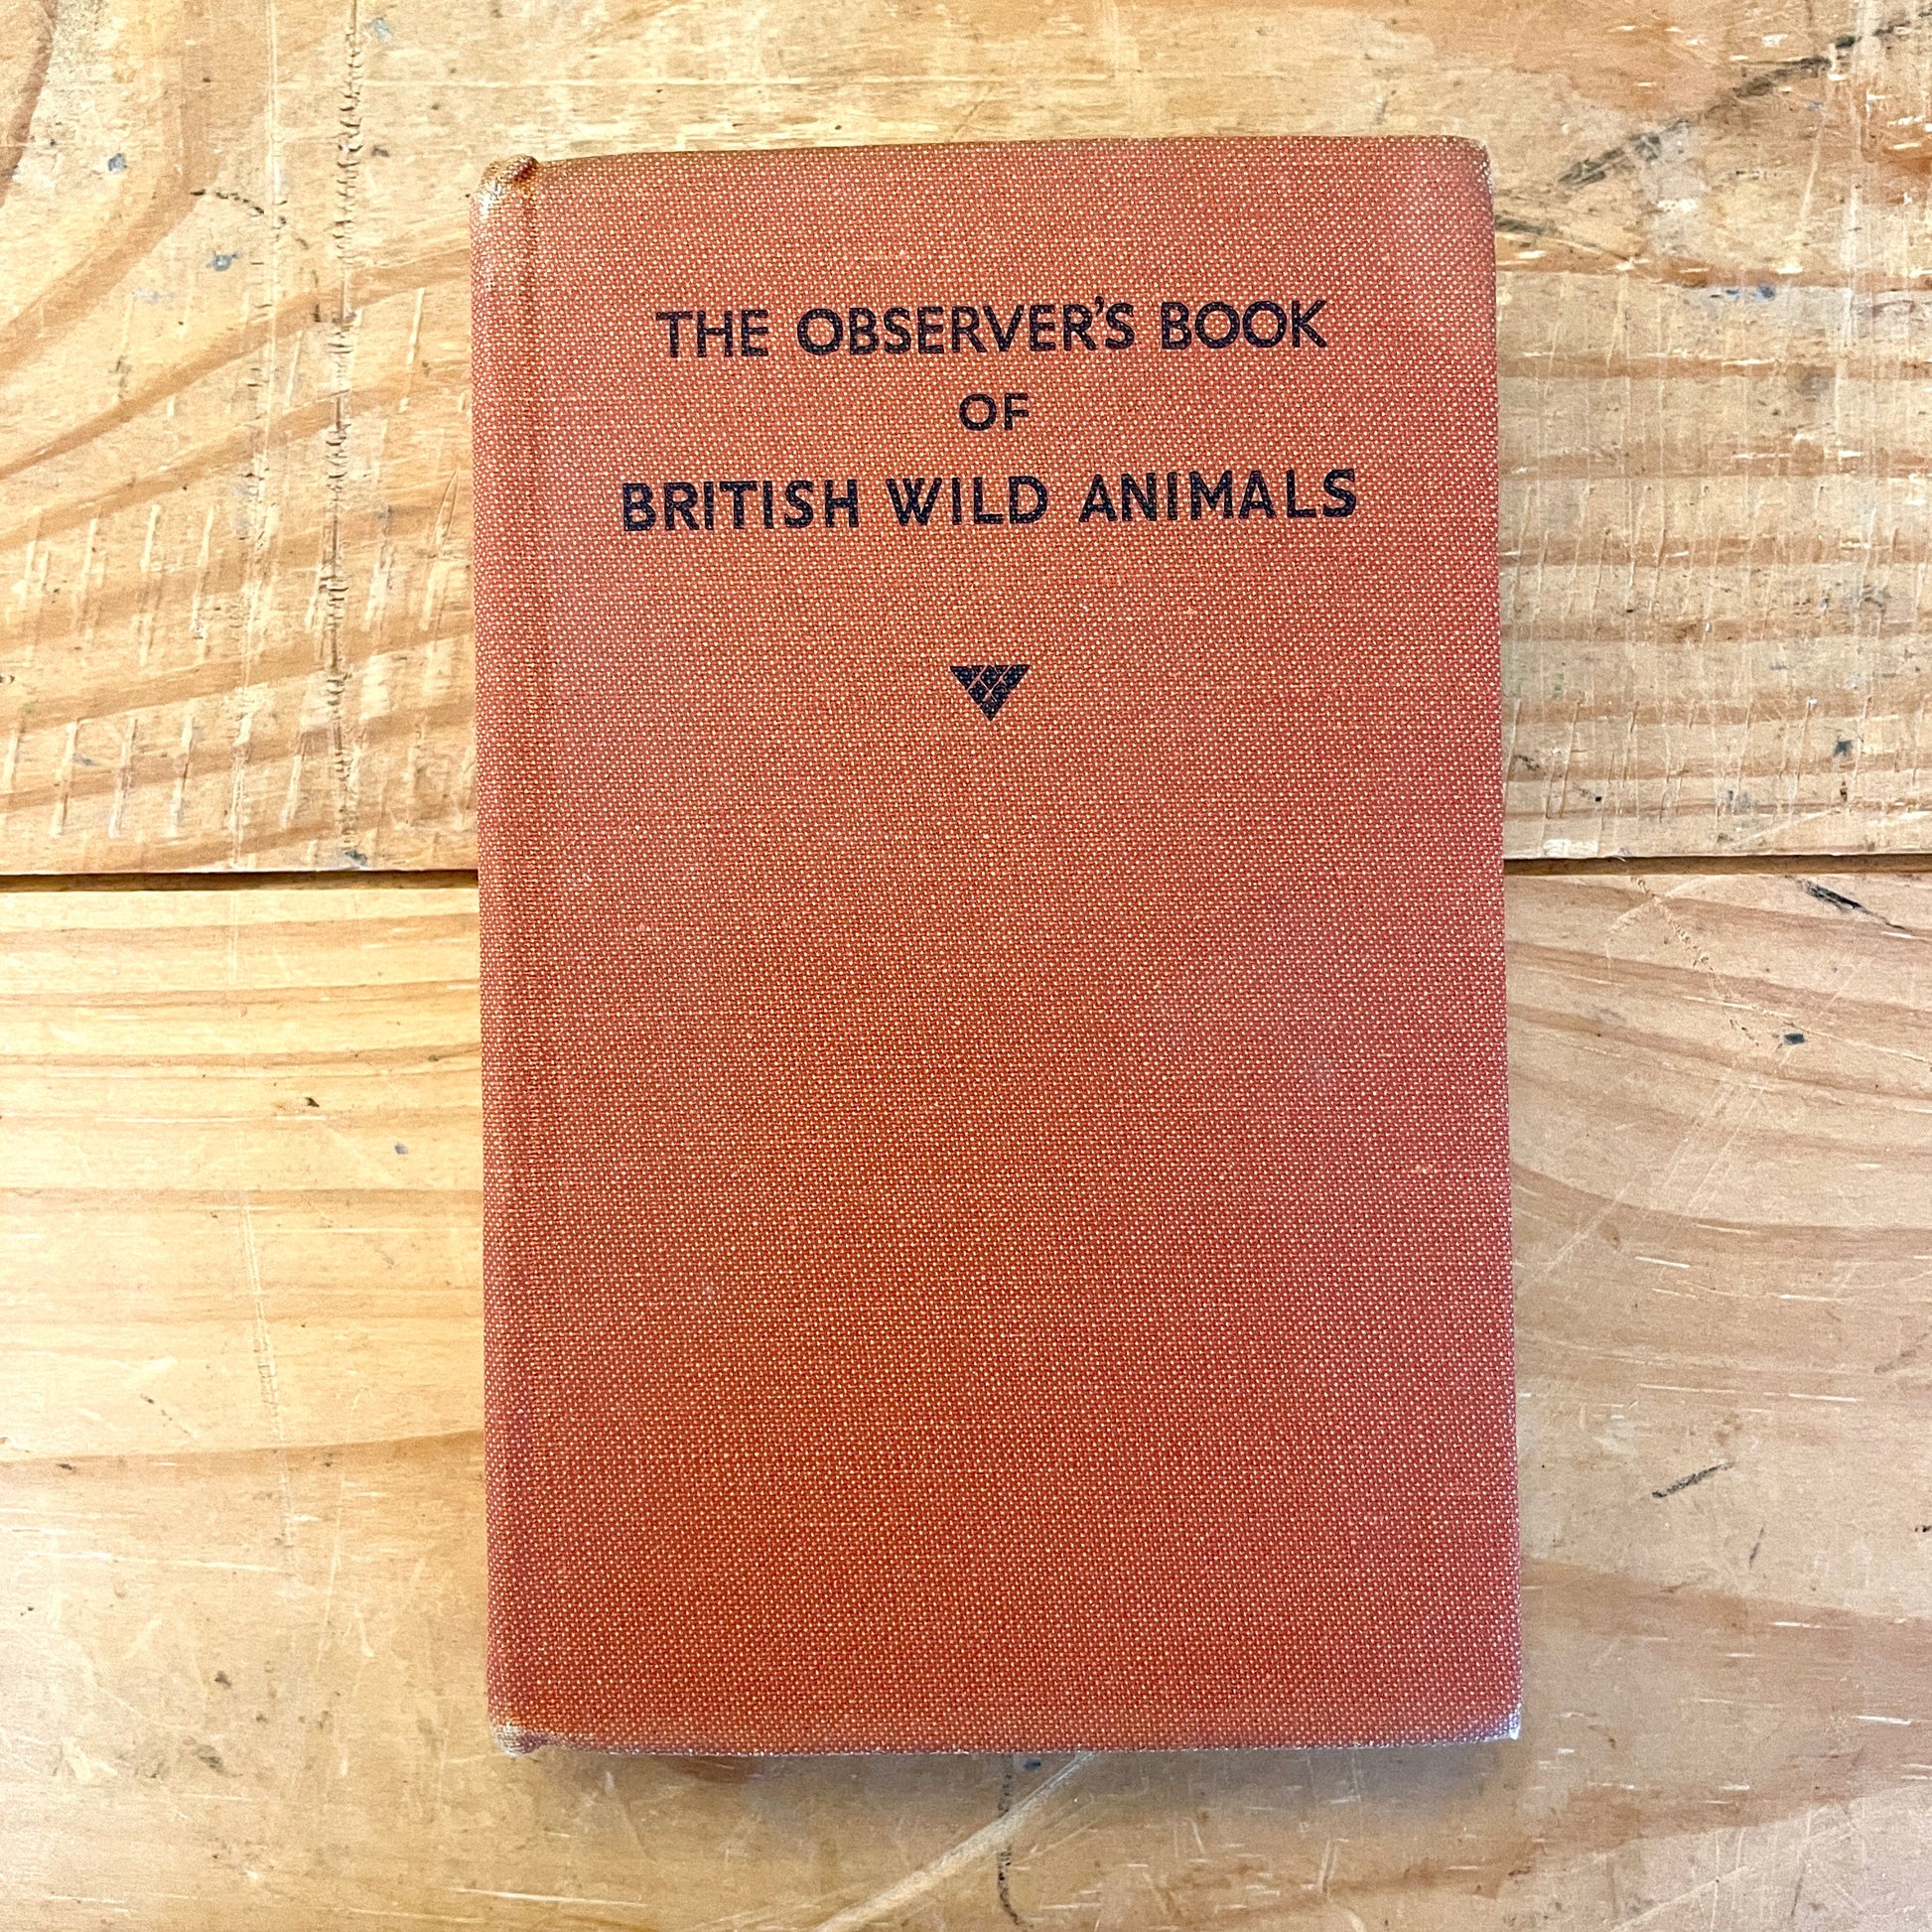 THE OBSERVER'S BOOK
OF
BRITISH WILD ANIMALS